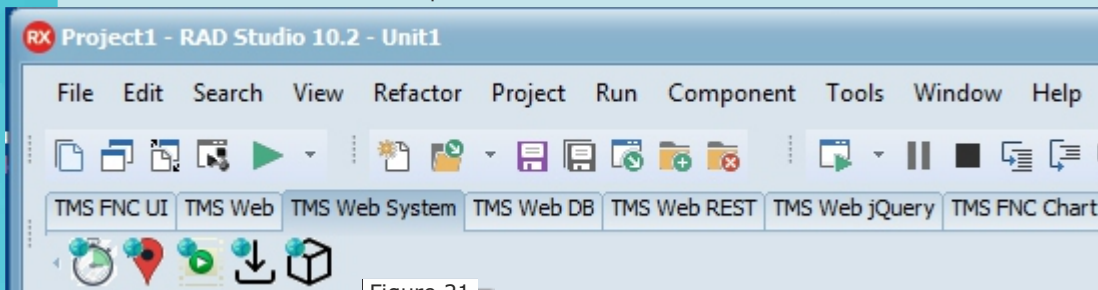 RX Project1 - RAD Studio 10.2 - Unit1
File Edit Search View Refactor Project Run Component Tools Window Help
TMS FNC UI TMS Web TMS Web System TMS Web DB TMS Web REST TMS Web jQuery TMS FNC Chart
Figure 21